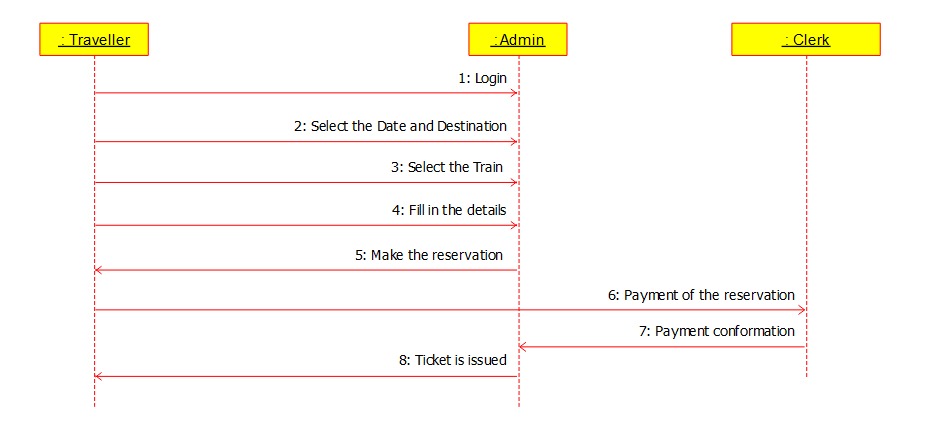 : Traveller
:Admin
: Clerk
1: Login
2: Select the Date and Destination
3: Select the Train
4: Fill in the details
5: Make the reservation
6: Payment of the reservation
7: Payment conformation
8: Ticket is issued